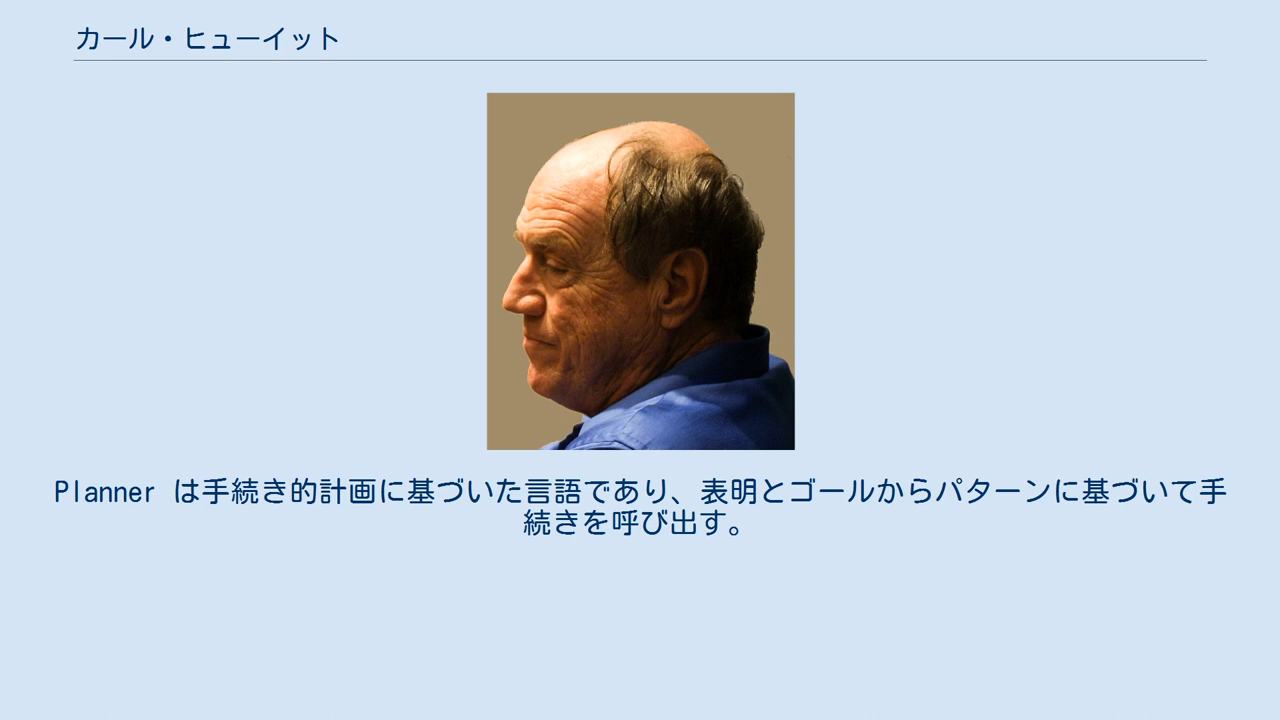 カール・ヒューイット
Planner は手続き的計画に基づいた言語であり、表明とゴールからパターンに基づいて手
続きを呼び出す。